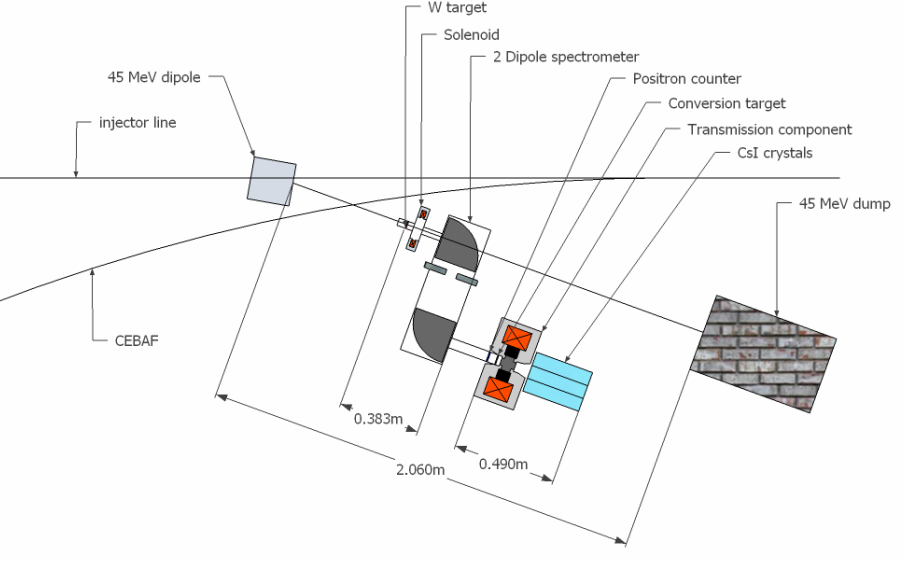 W target
Solenoid
2 Dipole spectrometer
45 MeV dipole
Positron counter
Conversion target
injector line
Transmission component
CsI crystals
45 MeV dump
CEBAF
0.383m
0.490m
2.060m